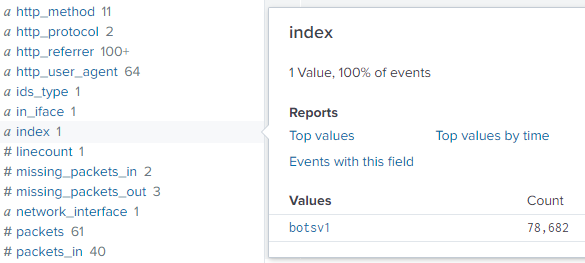 a http_method 11
a http_protocol 2
a http_referrer 100+
a http_user_agent 64
a ids_type 1
a in_iface 1
a index 1
# linecount 1
# missing_packets_in 2
# missing_packets_out 3
a network_interface 1
# packets 61
# packets_in 40
index
1 Value, 100% of events
Reports
Top values Top values by time
Events with this field
Values Count
botsv1 78,682